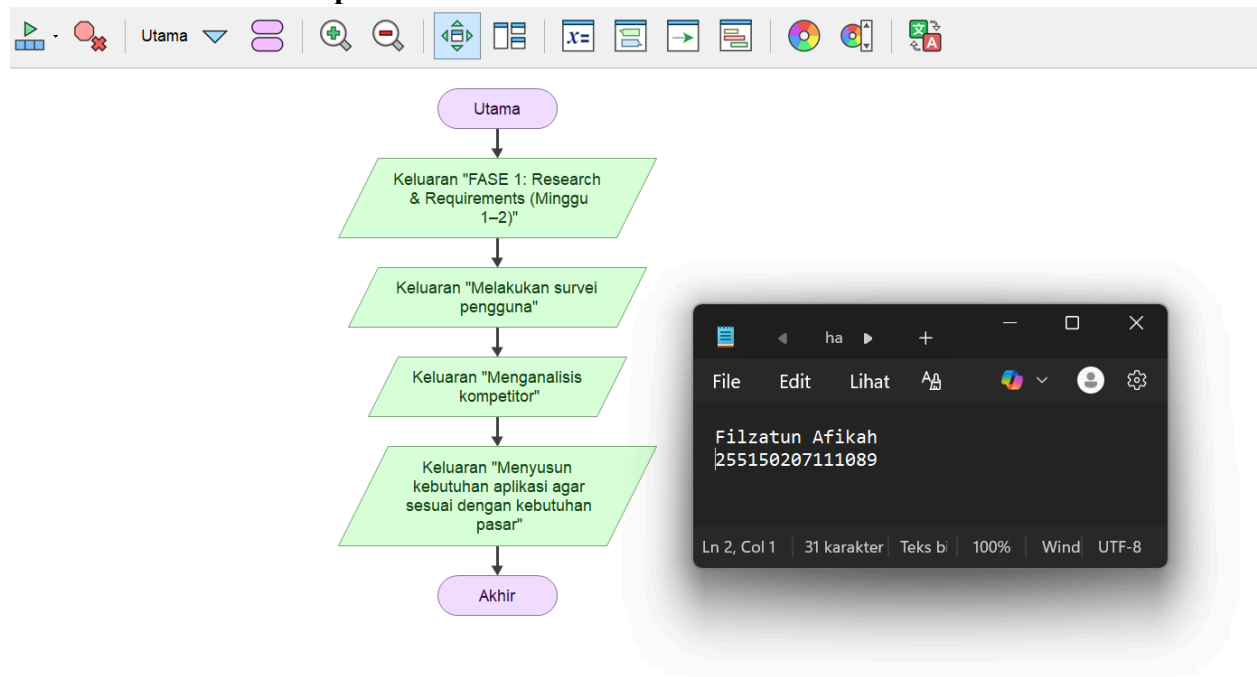 Utama
x=
文
A
Utama
Keluaran "FASE 1: Research
& Requirements (Minggu
1–2)"
Keluaran "Melakukan survei
pengguna"
Keluaran "Menganalisis
kompetitor"
Keluaran "Menyusun
kebutuhan aplikasi agar
sesuai dengan kebutuhan
pasar"
Akhir
ha
File Edit Lihat
Filzatun Afikah
255150207111089
Ln 2, Col 1 31 karakter Teks bi 100% Wind UTF-8